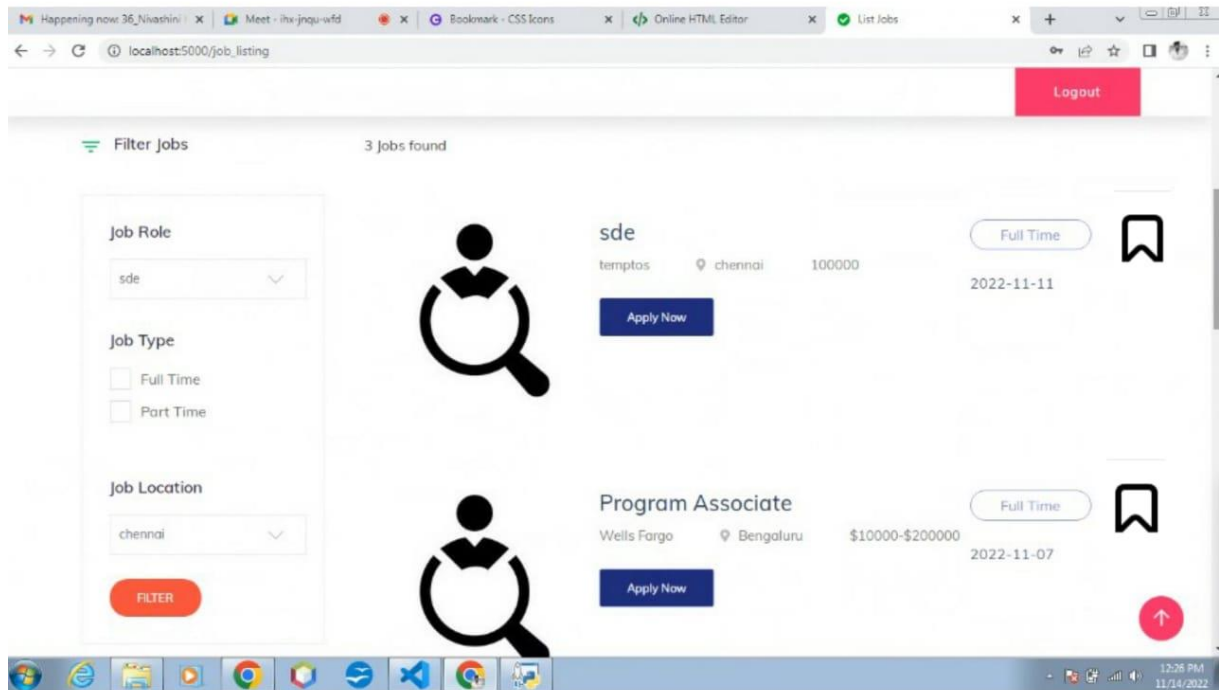 Happening now: 36_Nivashini
Meet - ihx-jnqu-wfd
Bookmark - CSS Icons
Online HTML Editor
List Jobs
localhost:5000/job_listing
Logout
Filter Jobs
3 Jobs found
Job Role
sde
Job Type
Full Time
Part Time
Job Location
chennai
FILTER
sde
temptos chennai 100000
Apply Now
Full Time
2022-11-11
Program Associate
Wells Fargo Bengaluru $10000-$200000
Apply Now
Full Time
2022-11-07
12:26 PM
11/14/2022